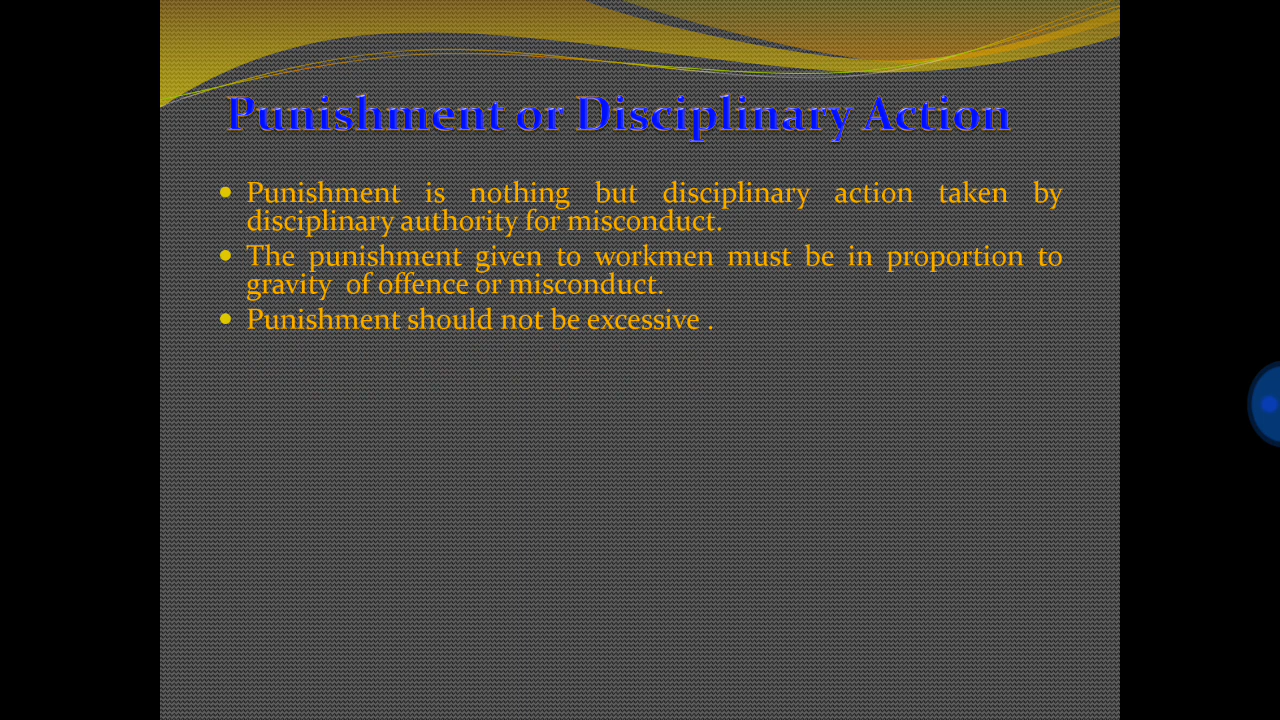 Punishment or Disciplinary Action
Punishment is nothing but disciplinary action taken by
disciplinary authority for misconduct.
The punishment given to workmen must be in proportion to
gravity  of offence or misconduct.
Punishment should not be excessive .